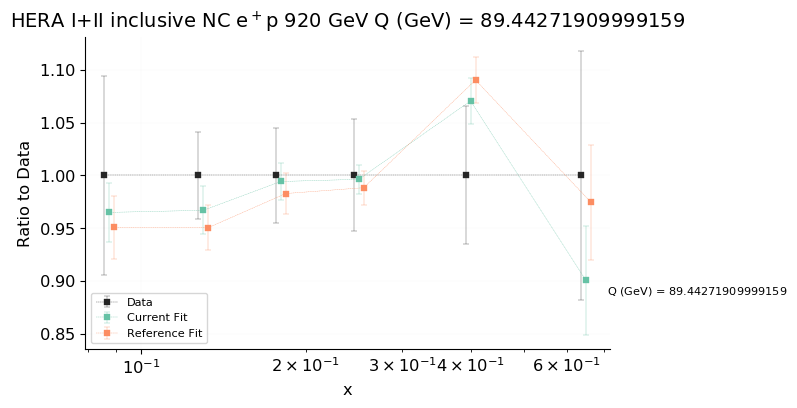 HERA I+II inclusive NC e⁺p 920 GeV Q (GeV) = 89.44271909999159
1.10
1.05
1.00
0.95
0.90
0.85
Ratio to Data
Data
Current Fit
Reference Fit
Q (GeV) = 89.44271909999159
10⁻¹
2 × 10⁻¹
3 × 10⁻¹
4 × 10⁻¹
6 × 10⁻¹
x